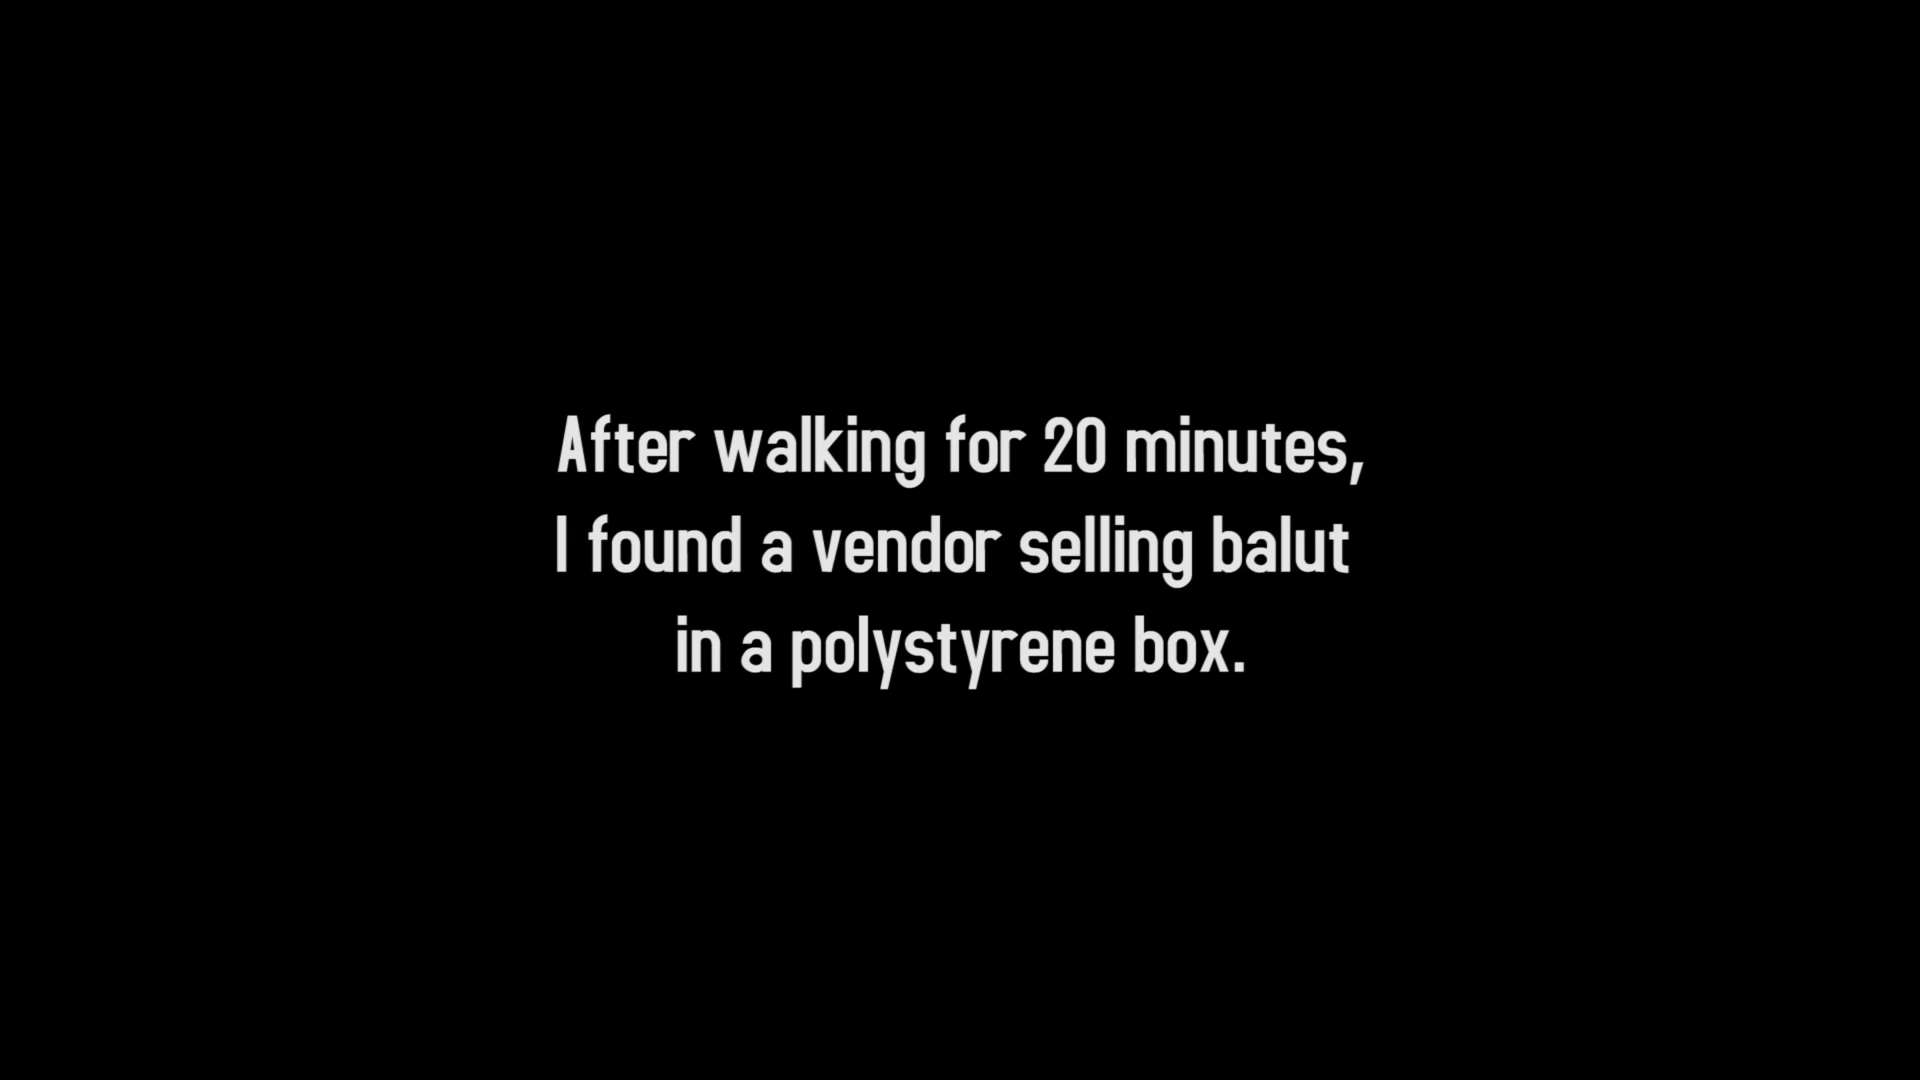 After walking for 20 minutes,
I found a vendor selling balut
in a polystyrene box.